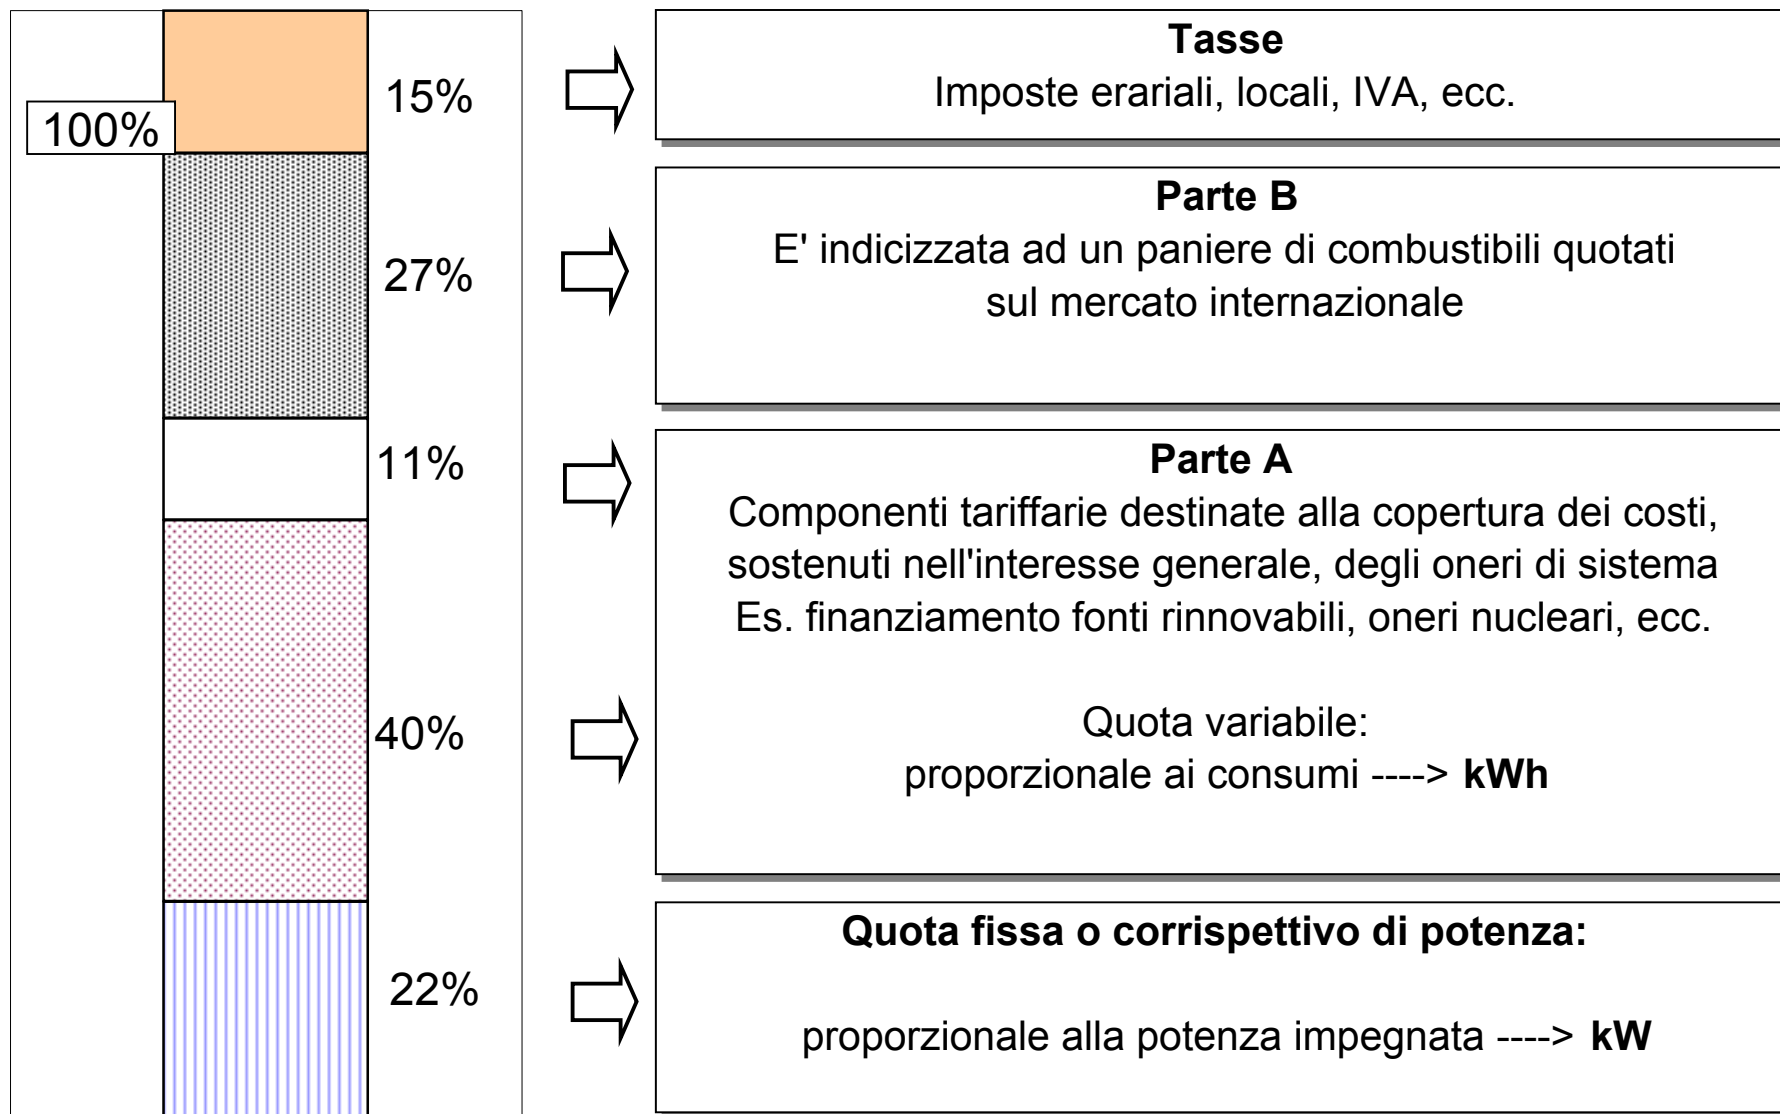 15%
100%
27%
11%
40%
22%
Tasse
Imposte erariali, locali, IVA, ecc.
Parte B
E' indicizzata ad un paniere di combustibili quotati
sul mercato internazionale
Parte A
Componenti tariffarie destinate alla copertura dei costi,
sostenuti nell'interesse generale, degli oneri di sistema
Es. finanziamento fonti rinnovabili, oneri nucleari, ecc.
Quota variabile:
proporzionale ai consumi ----> kWh
Quota fissa o corrispettivo di potenza:
proporzionale alla potenza impegnata ----> kW